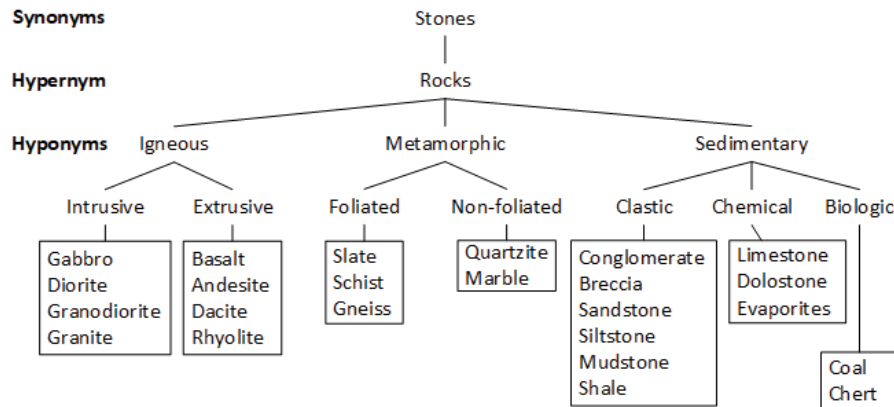 Synonyms Stones
Hypernym Rocks
Hyponyms Igneous Metamorphic Sedimentary
Intrusive Extrusive Foliated Non-foliated Clastic Chemical Biologic
Gabbro
Diorite
Granodiorite
Granite
Basalt
Andesite
Dacite
Rhyolite
Slate
Schist
Gneiss
Quartzite
Marble
Conglomerate
Breccia
Sandstone
Siltstone
Mudstone
Shale
Limestone
Dolostone
Evaporites
Coal
Chert